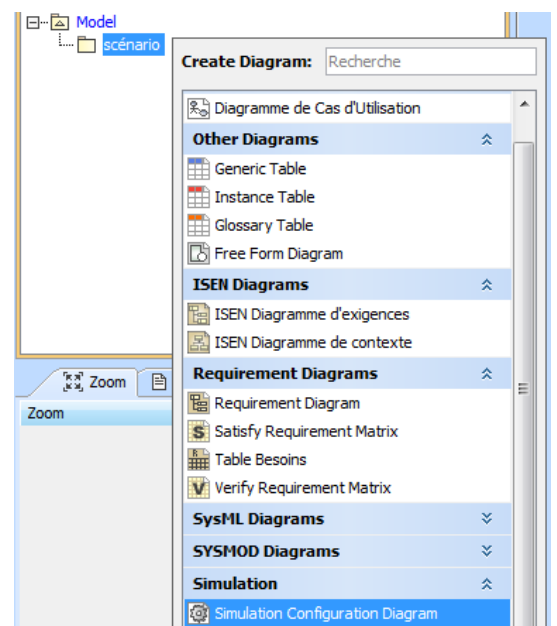 Model
scénario
Create Diagram: Recherche
Diagramme de Cas d'Utilisation
Other Diagrams
Generic Table
Instance Table
Glossary Table
Free Form Diagram
ISEN Diagrams
ISEN Diagramme d'exigences
ISEN Diagramme de contexte
Requirement Diagrams
Requirement Diagram
Zoom
Zoom
Satisfy Requirement Matrix
Table Besoins
Verify Requirement Matrix
SysML Diagrams
SYSMOD Diagrams
Simulation
Simulation Configuration Diagram